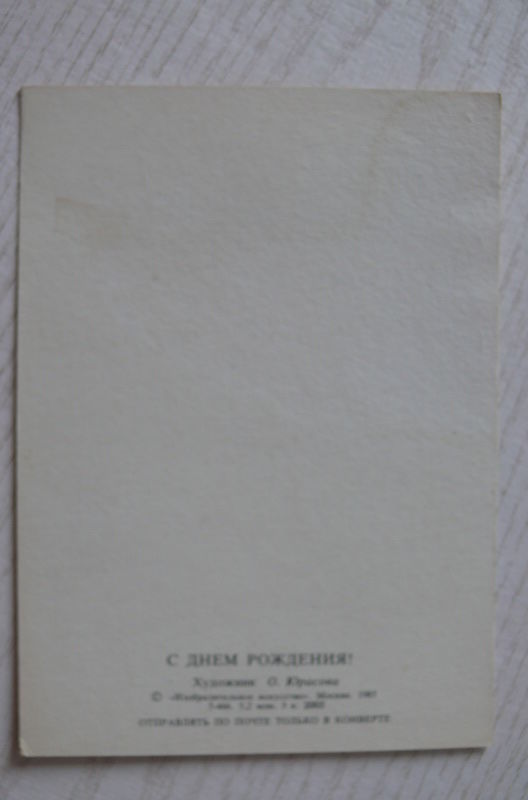 С ДНЕМ РОЖДЕНИЯ!
Художник О. Юрасова
© «Изобразительное искусство». Москва.
ОТПРАВЛЯТЬ ПО ПОЧТЕ ТОЛЬКО В КОНВЕРТЕ